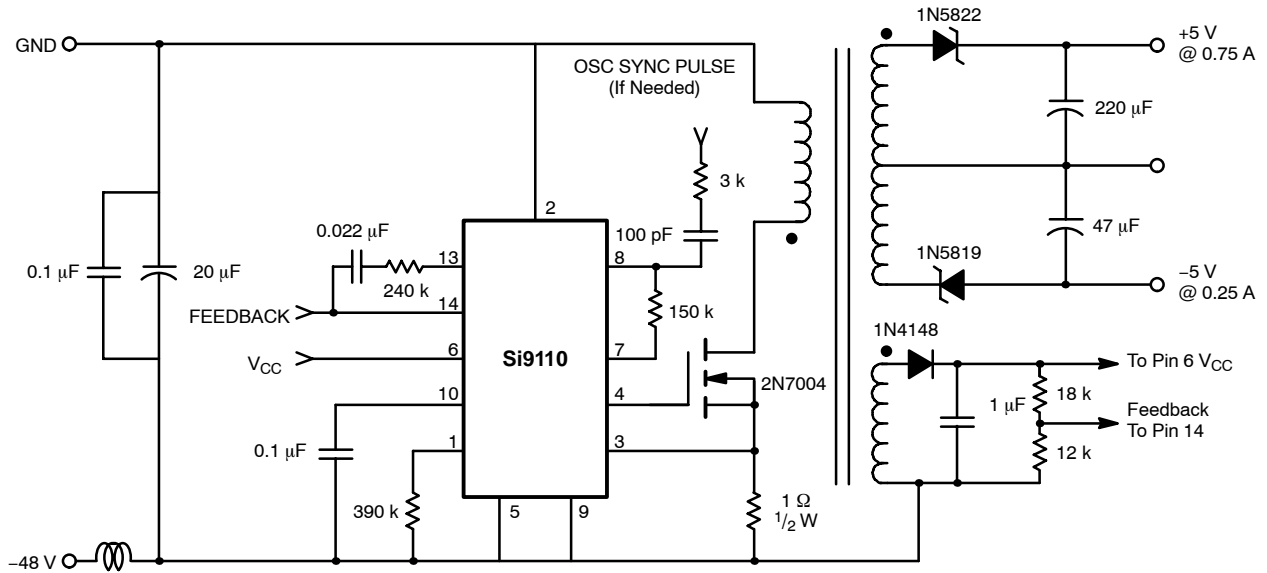 GND
0.1 µF
20 µF
–48 V
0.022 µF
240 k
FEEDBACK
VCC
0.1 µF
390 k
2
13
14
6
10
1
Si9110
8
7
4
3
5
9
OSC SYNC PULSE
(If Needed)
3 k
100 pF
150 k
2N7004
1 Ω
1/2 W
1N5822
+5 V
@ 0.75 A
220 µF
47 µF
1N5819
–5 V
@ 0.25 A
1N4148
To Pin 6 VCC
1 µF
18 k
Feedback
To Pin 14
12 k